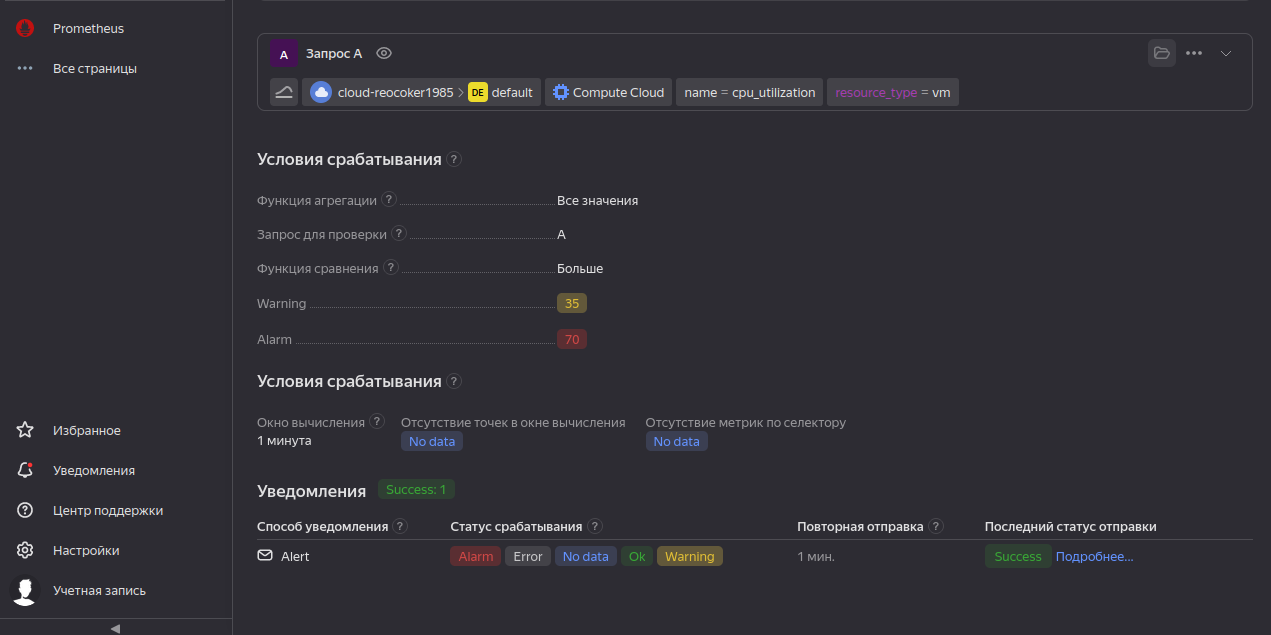 Prometheus
Все страницы
A Запрос A
cloud-reocoker1985 > DE default Compute Cloud name = cpu_utilization resource_type = vm
Условия срабатывания ?
Функция агрегации ? Все значения
Запрос для проверки ? A
Функция сравнения ? Больше
Warning 35
Alarm 70
Условия срабатывания ?
Окно вычисления ? Отсутствие точек в окне вычисления Отсутствие метрик по селектору
1 минута No data No data
Уведомления Success: 1
Способ уведомления ? Статус срабатывания ? Повторная отправка ? Последний статус отправки
Alert Alarm Error No data Ok Warning 1 мин. Success Подробнее...
Избранное
Уведомления
Центр поддержки
Настройки
Учетная запись